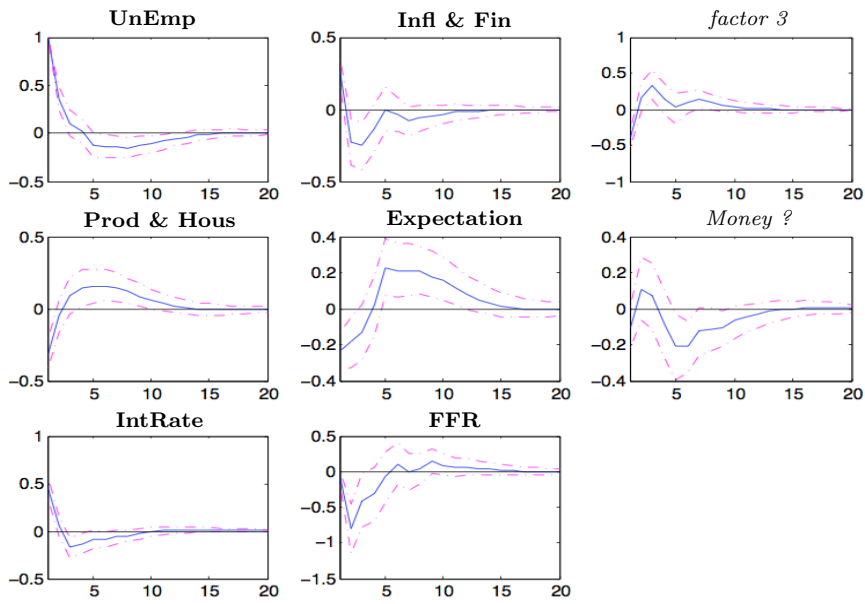 UnEmp Infl & Fin factor 3
1 0.5 1
0.5 0.5
0 0 0
−0.5
−0.5 −0.5 −1
5 10 15 20 5 10 15 20 5 10 15 20
Prod & Hous Expectation Money ?
0.5 0.4 0.4
0.2 0.2
0 0 0
−0.2 −0.2
−0.5 −0.4 −0.4
5 10 15 20 5 10 15 20 5 10 15 20
IntRate FFR
1 0.5
0.5 0
−0.5
0 −1
−0.5 −1.5
5 10 15 20 5 10 15 20